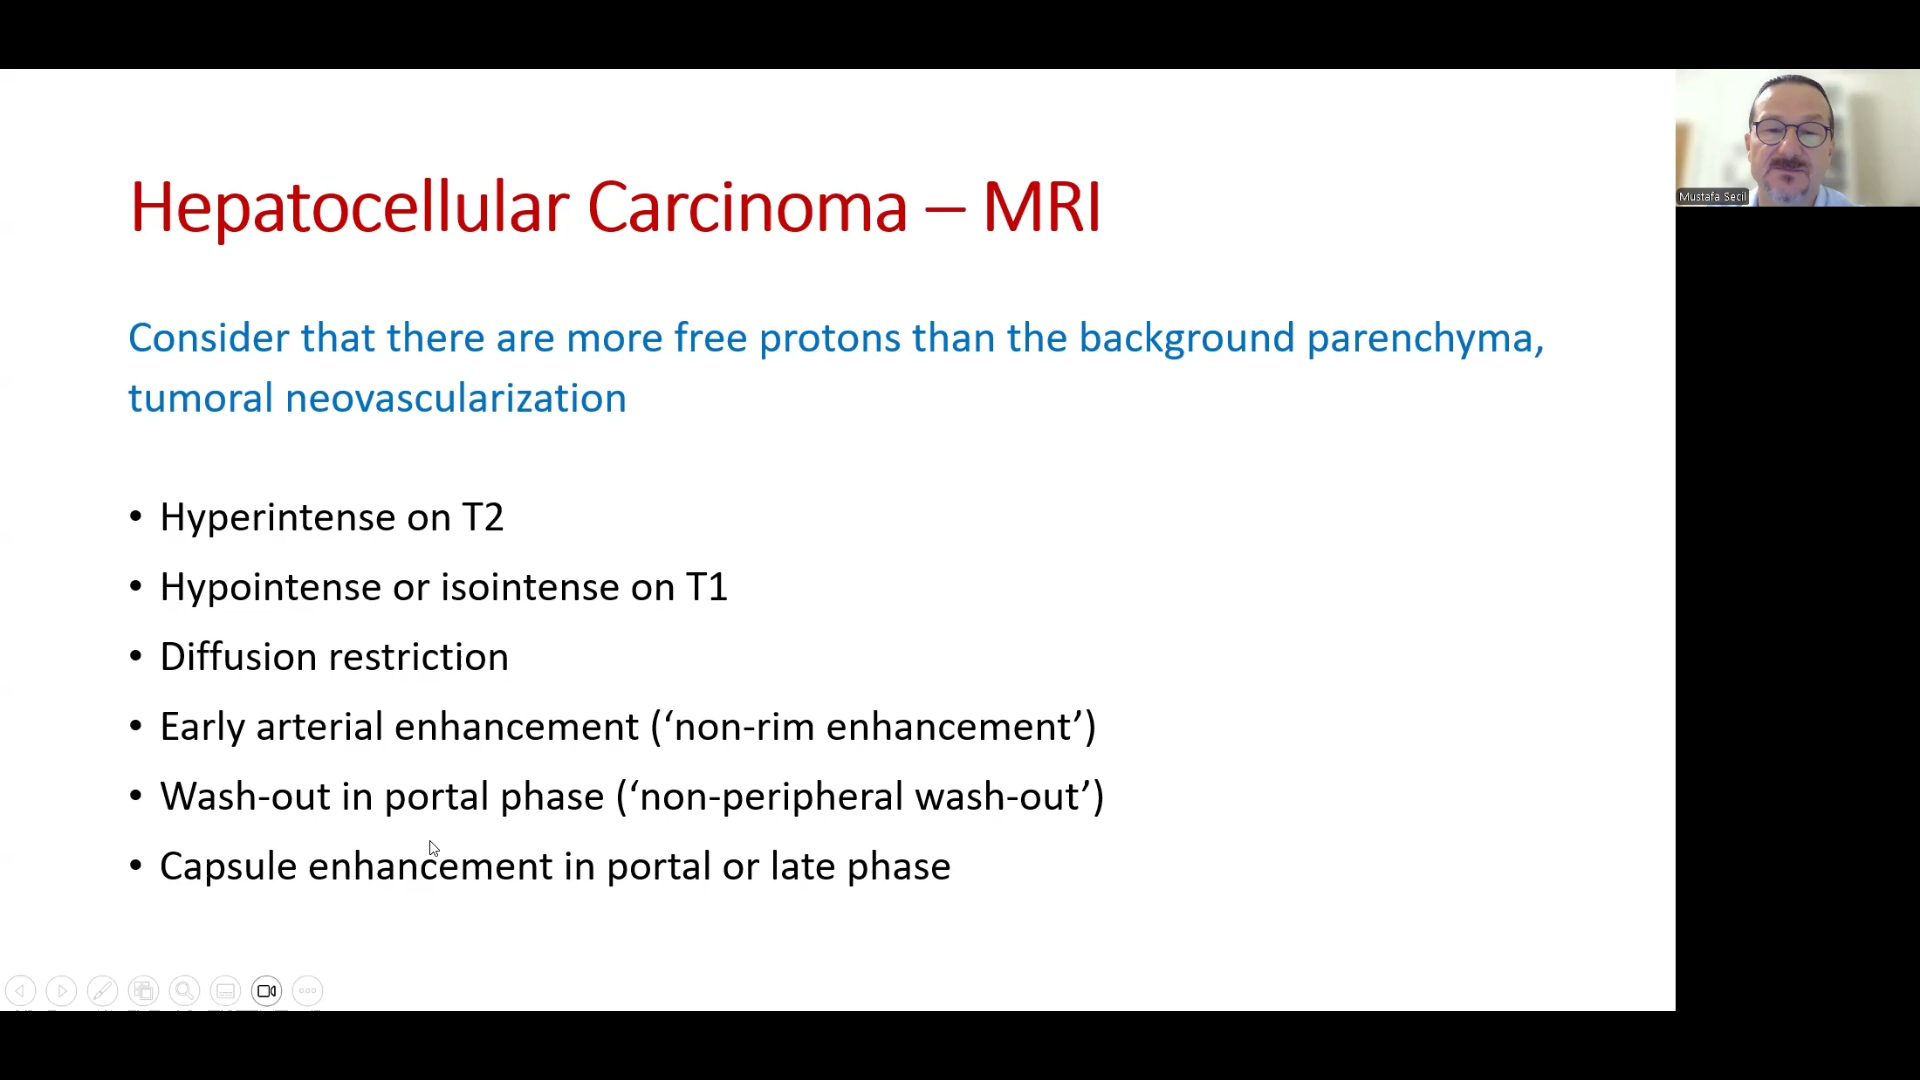 Hepatocellular Carcinoma – MRI
Mustafa Secil
Consider that there are more free protons than the background parenchyma,
tumoral neovascularization
• Hyperintense on T2
• Hypointense or isointense on T1
• Diffusion restriction
• Early arterial enhancement (‘non-rim enhancement’)
• Wash-out in portal phase (‘non-peripheral wash-out’)
• Capsule enhancement in portal or late phase